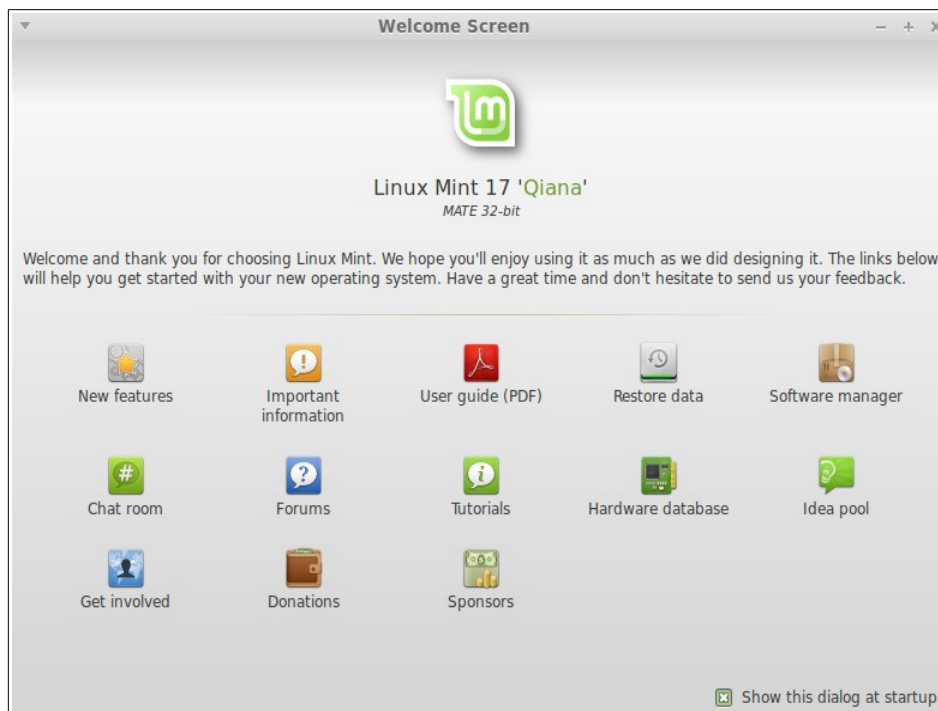 Welcome Screen
Linux Mint 17 'Qiana'
MATE 32-bit
Welcome and thank you for choosing Linux Mint. We hope you'll enjoy using it as much as we did designing it. The links below
will help you get started with your new operating system. Have a great time and don't hesitate to send us your feedback.
New features
Important
information
User guide (PDF)
Restore data
Software manager
Chat room
Forums
Tutorials
Hardware database
Idea pool
Get involved
Donations
Sponsors
Show this dialog at startup